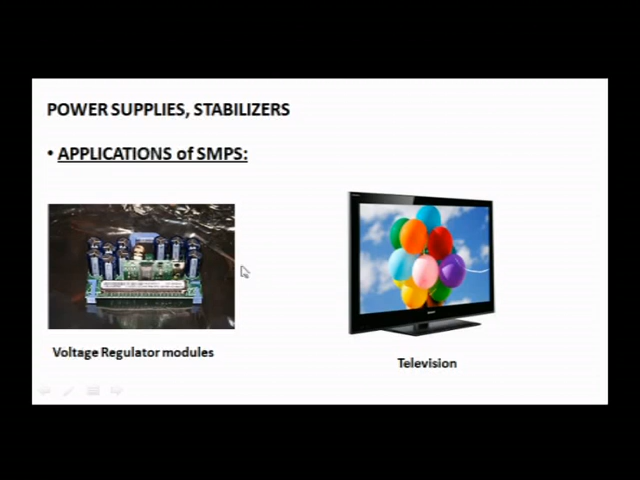 POWER SUPPLIES, STABILIZERS
• APPLICATIONS of SMPS:
Voltage Regulator modules
Television